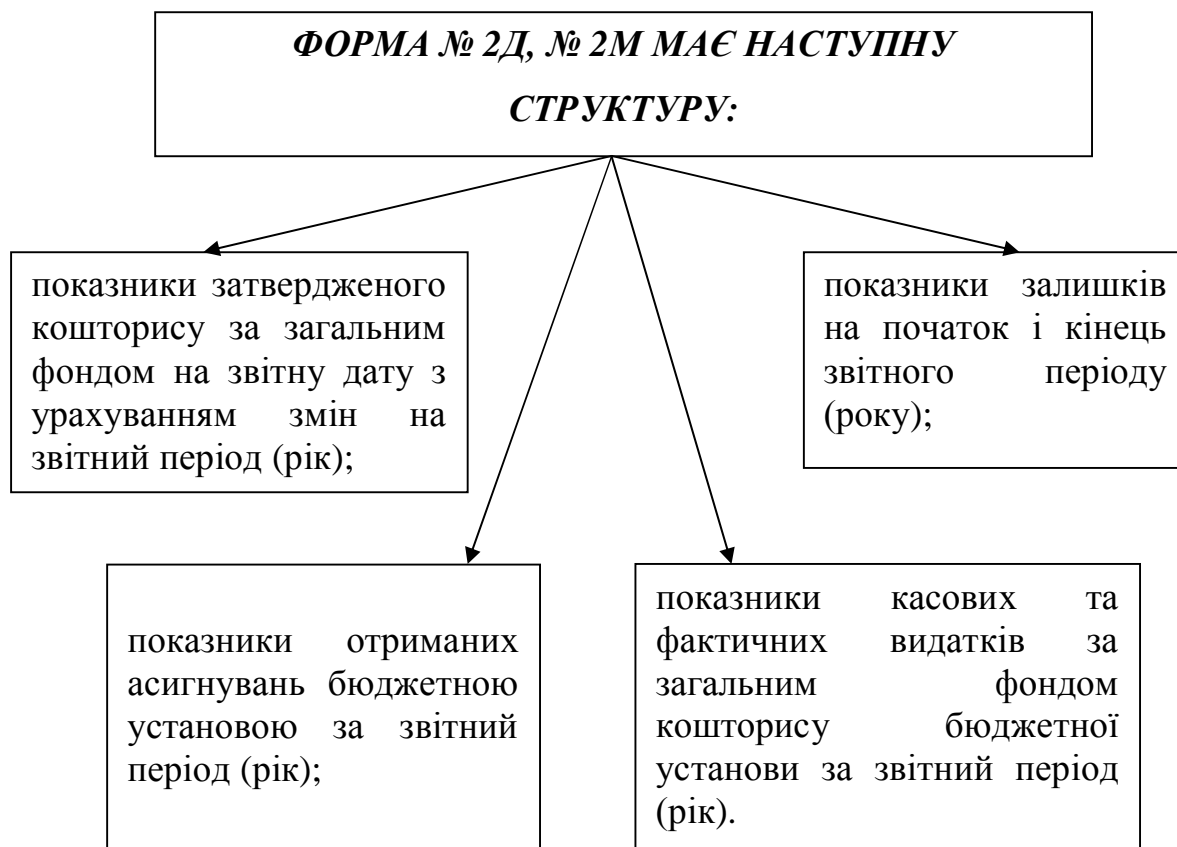 ФОРМА № 2Д, № 2М МАЄ НАСТУПНУ
СТРУКТУРУ:
показники затвердженого
кошторису за загальним
фондом на звітну дату з
урахуванням змін на
звітний період (рік);
показники залишків
на початок і кінець
звітного періоду
(року);
показники отриманих
асигнувань бюджетною
установою за звітний
період (рік);
показники касових та
фактичних видатків за
загальним фондом
кошторису бюджетної
установи за звітний період
(рік).